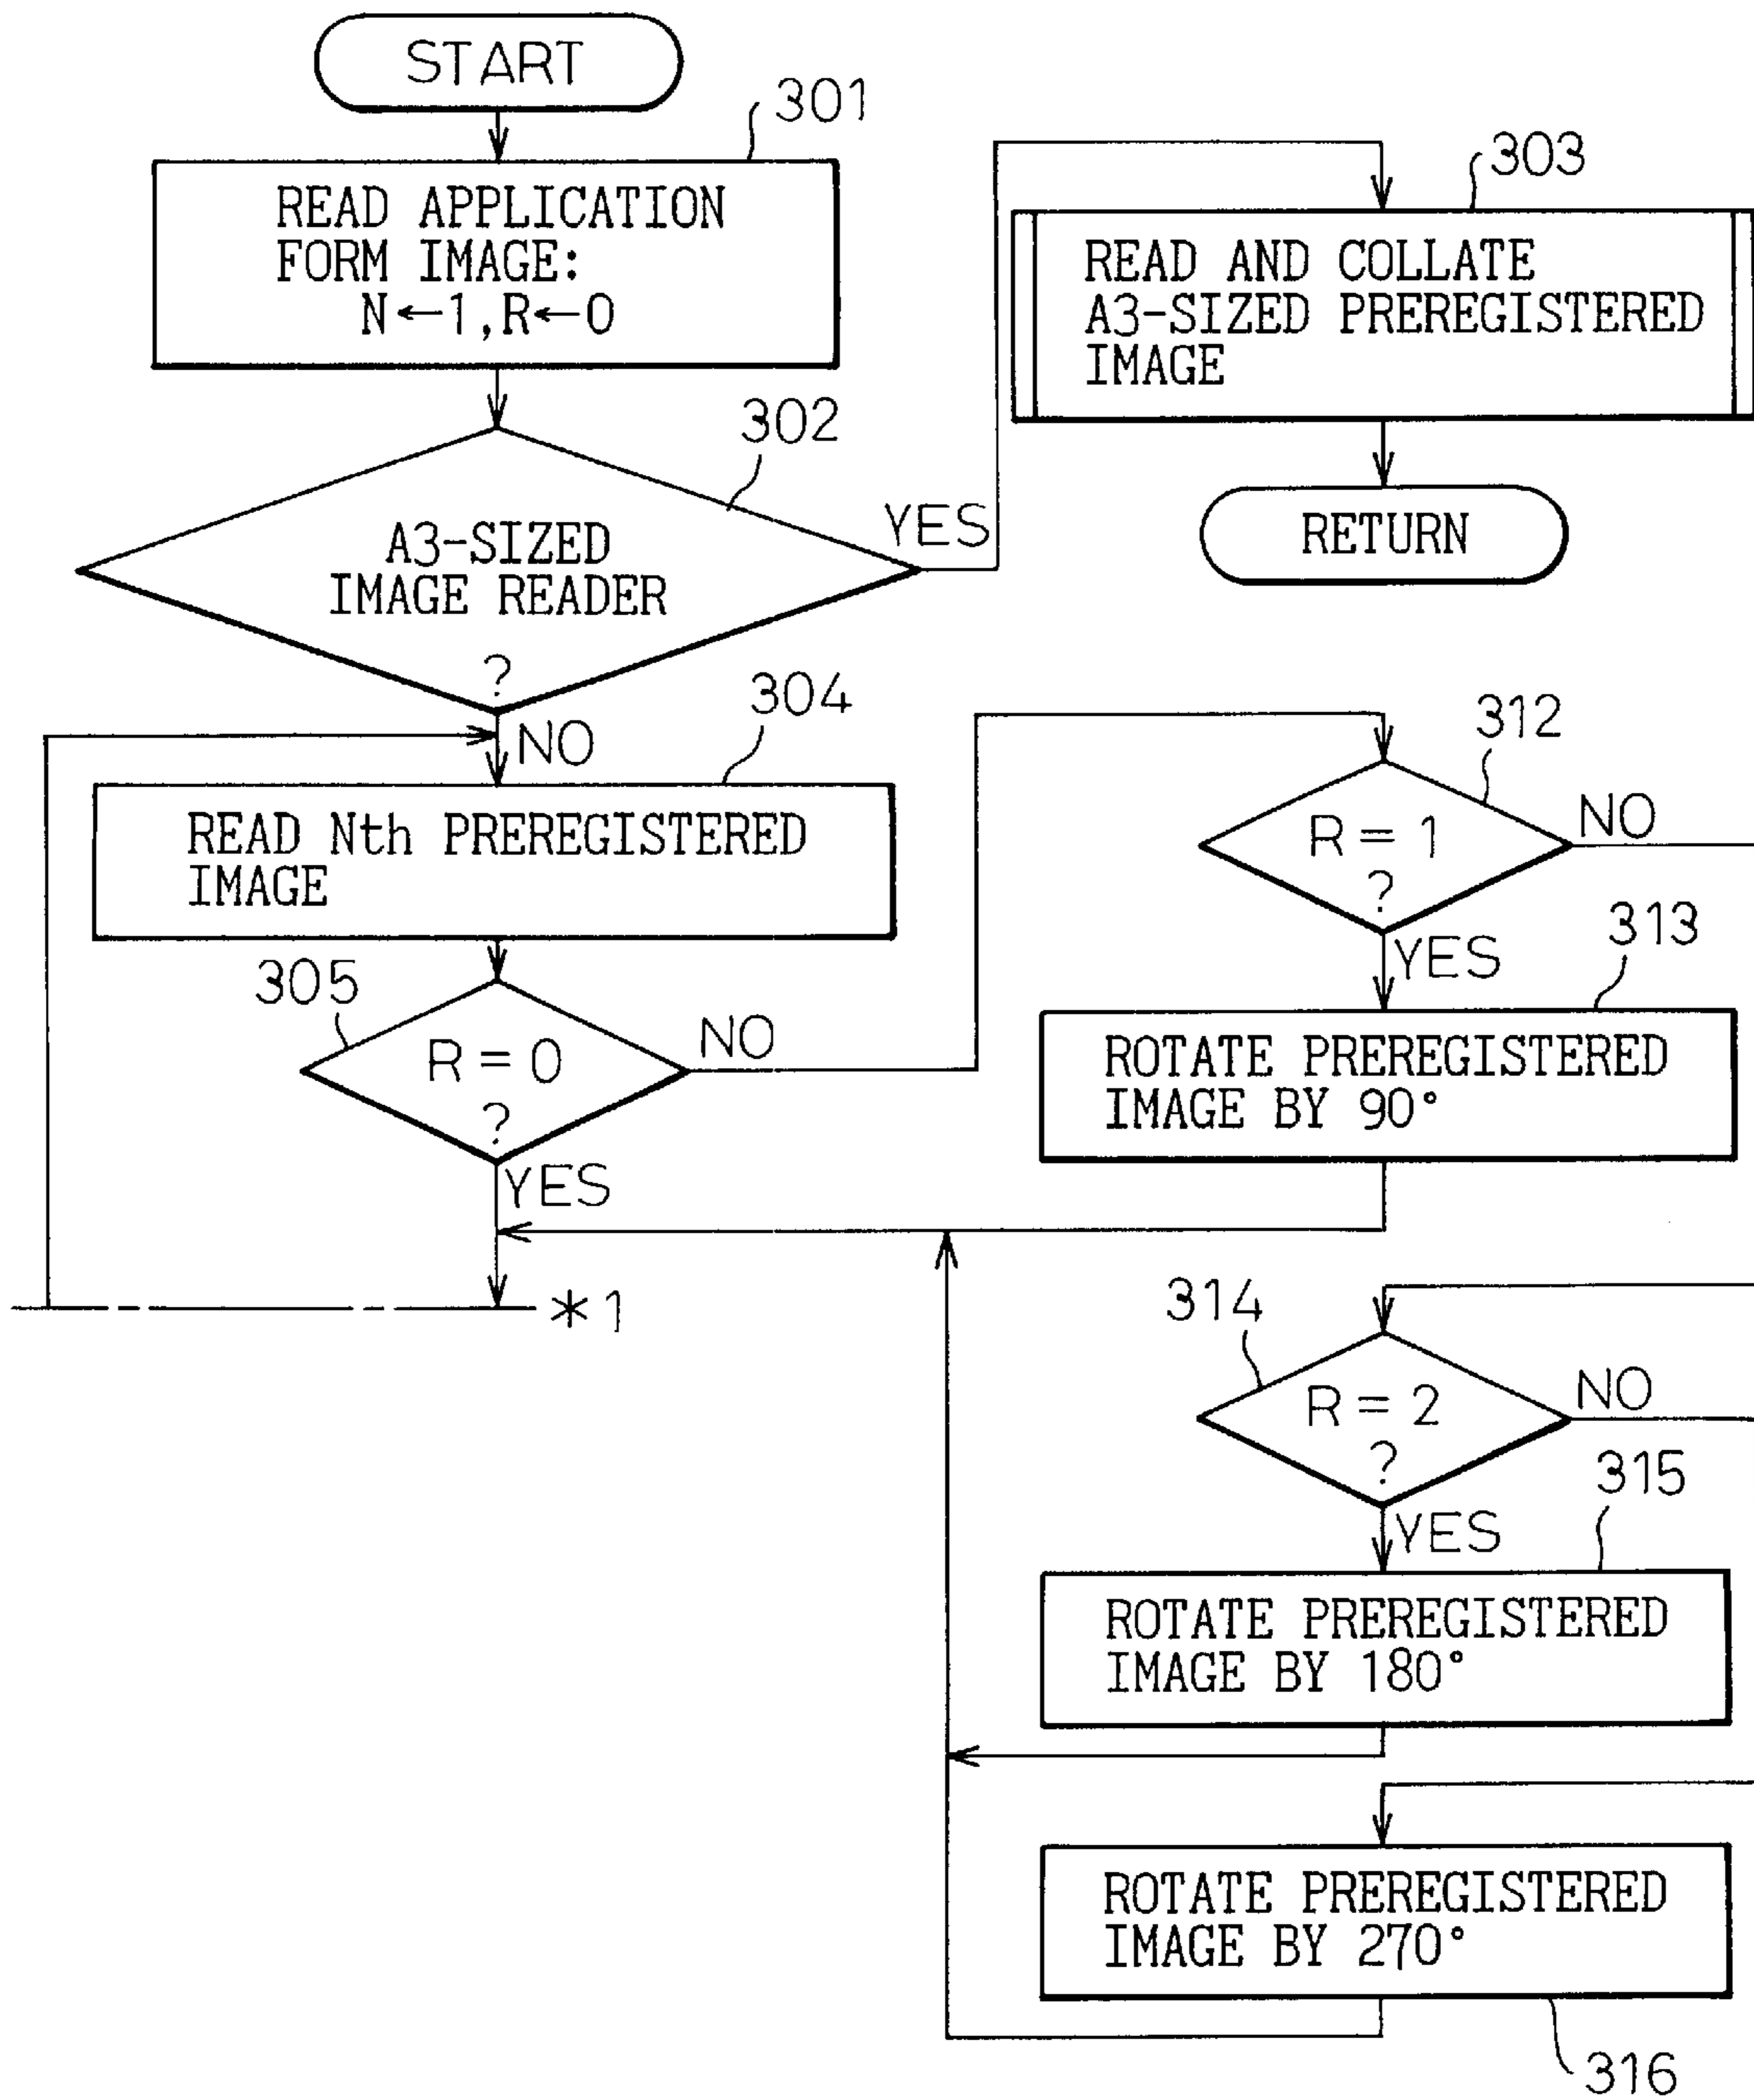 START
301
READ APPLICATION
FORM IMAGE:
N←1,R←0
302
A3-SIZED
IMAGE READER
?
YES
303
READ AND COLLATE
A3-SIZED PREREGISTERED
IMAGE
RETURN
NO
304
READ Nth PREREGISTERED
IMAGE
305
R=0
?
NO
YES
*1
312
R=1
?
NO
YES
313
ROTATE PREREGISTERED
IMAGE BY 90°
314
R=2
?
NO
YES
315
ROTATE PREREGISTERED
IMAGE BY 180°
ROTATE PREREGISTERED
IMAGE BY 270°
316